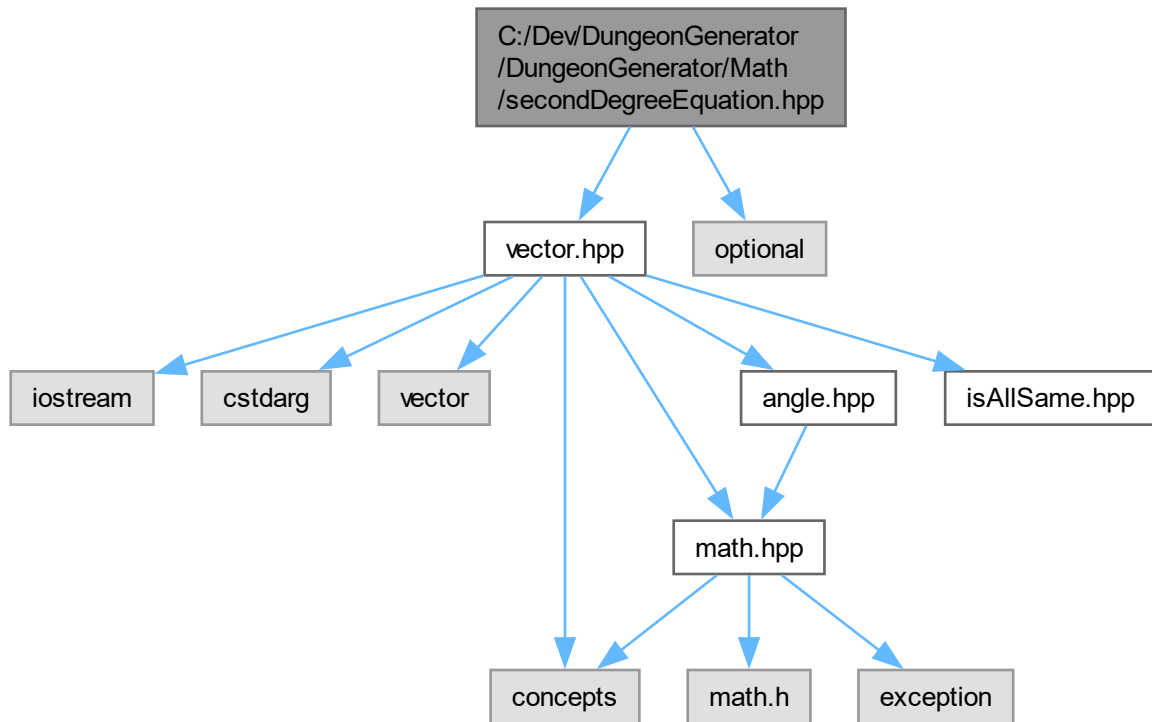 C:/Dev/DungeonGenerator
/DungeonGenerator/Math
/secondDegreeEquation.hpp
vector.hpp
optional
iostream
cstdarg
vector
angle.hpp
isAllSame.hpp
math.hpp
concepts
math.h
exception